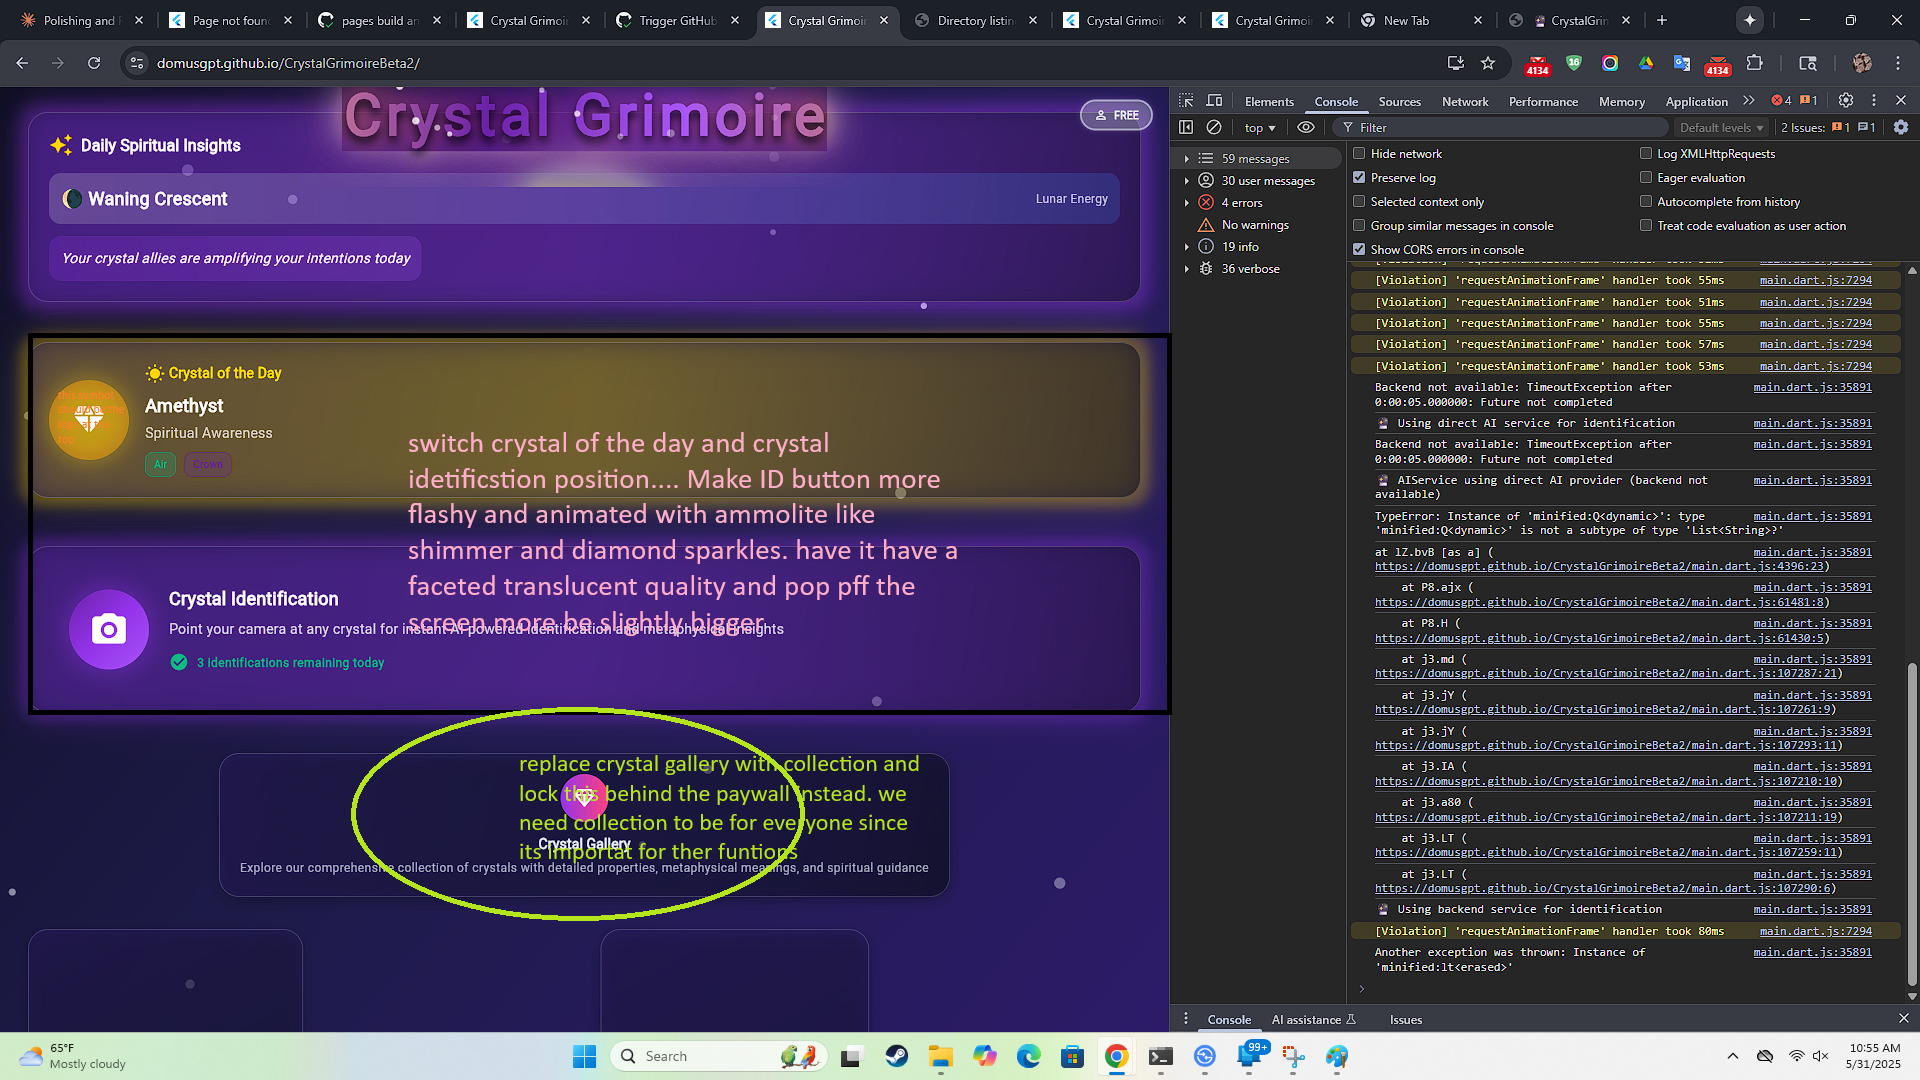 Polishing and R
Page not foun
pages build an
Crystal Grimoi
Trigger GitHub
Crystal Grimoi
Directory listin
Crystal Grimoi
Crystal Grimoi
New Tab
CrystalGrin
domusgpt.github.io/CrystalGrimoireBeta2/
4134
16
4134
Crystal Grimoire
FREE
Daily Spiritual Insights
Waning Crescent
Lunar Energy
Your crystal allies are amplifying your intentions today
Crystal of the Day
Amethyst
Spiritual Awareness
Air
Crown
switch crystal of the day and crystal
idetificstion position.... Make ID button more
flashy and animated with ammolite like
shimmer and diamond sparkles. have it have a
faceted translucent quality and pop pff the
screen more be slightly bigger
Crystal Identification
Point your camera at any crystal for instant AI-powered identification and metaphysical insights
3 identifications remaining today
replace crystal gallery with collection and
lock this behind the paywall instead. we
need collection to be for everyone since
its importat for ther funtions
Crystal Gallery
Explore our comprehensive collection of crystals with detailed properties, metaphysical meanings, and spiritual guidance
Elements
Console
Sources
Network
Performance
Memory
Application
4
1
top
Filter
Default levels
2 Issues:
1
1
59 messages
30 user messages
4 errors
No warnings
19 info
36 verbose
Hide network
Log XMLHttpRequests
Preserve log
Eager evaluation
Selected context only
Autocomplete from history
Group similar messages in console
Treat code evaluation as user action
Show CORS errors in console
[Violation] 'requestAnimationFrame' handler took 55ms main.dart.js:7294
[Violation] 'requestAnimationFrame' handler took 51ms main.dart.js:7294
[Violation] 'requestAnimationFrame' handler took 55ms main.dart.js:7294
[Violation] 'requestAnimationFrame' handler took 57ms main.dart.js:7294
[Violation] 'requestAnimationFrame' handler took 53ms main.dart.js:7294
Backend not available: TimeoutException after main.dart.js:35891
0:00:05.000000: Future not completed
Using direct AI service for identification main.dart.js:35891
Backend not available: TimeoutException after main.dart.js:35891
0:00:05.000000: Future not completed
AIService using direct AI provider (backend not main.dart.js:35891
available)
TypeError: Instance of 'minified:Q<dynamic>': type main.dart.js:35891
'minified:Q<dynamic>' is not a subtype of type 'List<String>?'
at lZ.bvB [as a] ( main.dart.js:35891
https://domusgpt.github.io/CrystalGrimoireBeta2/main.dart.js:4396:23)
at P8.ajx ( main.dart.js:35891
https://domusgpt.github.io/CrystalGrimoireBeta2/main.dart.js:61481:8)
at P8.H ( main.dart.js:35891
https://domusgpt.github.io/CrystalGrimoireBeta2/main.dart.js:61430:5)
at j3.md ( main.dart.js:35891
https://domusgpt.github.io/CrystalGrimoireBeta2/main.dart.js:107287:21)
at j3.jY ( main.dart.js:35891
https://domusgpt.github.io/CrystalGrimoireBeta2/main.dart.js:107261:9)
at j3.jY ( main.dart.js:35891
https://domusgpt.github.io/CrystalGrimoireBeta2/main.dart.js:107293:11)
at j3.IA ( main.dart.js:35891
https://domusgpt.github.io/CrystalGrimoireBeta2/main.dart.js:107210:10)
at j3.a80 ( main.dart.js:35891
https://domusgpt.github.io/CrystalGrimoireBeta2/main.dart.js:107211:19)
at j3.LT ( main.dart.js:35891
https://domusgpt.github.io/CrystalGrimoireBeta2/main.dart.js:107259:11)
at j3.LT ( main.dart.js:35891
https://domusgpt.github.io/CrystalGrimoireBeta2/main.dart.js:107290:6)
Using backend service for identification main.dart.js:35891
[Violation] 'requestAnimationFrame' handler took 80ms main.dart.js:7294
Another exception was thrown: Instance of main.dart.js:35891
'minified:lt<erased>'
Console
AI assistance
Issues
65°F
Mostly cloudy
Search
99+
10:55 AM
5/31/2025